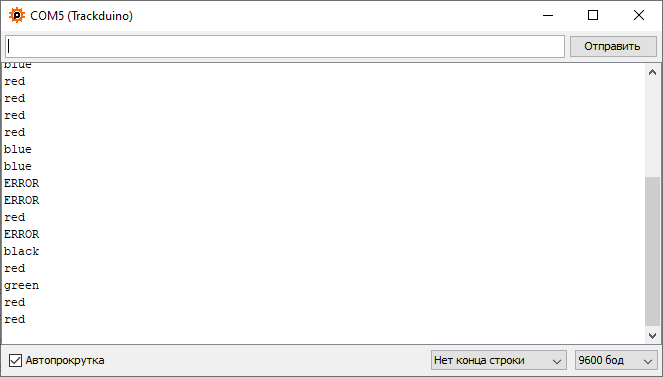 COM5 (Trackduino)
Отправить
blue
red
red
red
red
blue
blue
ERROR
ERROR
red
ERROR
black
red
green
red
red
Автопрокрутка
Нет конца строки
9600 бод